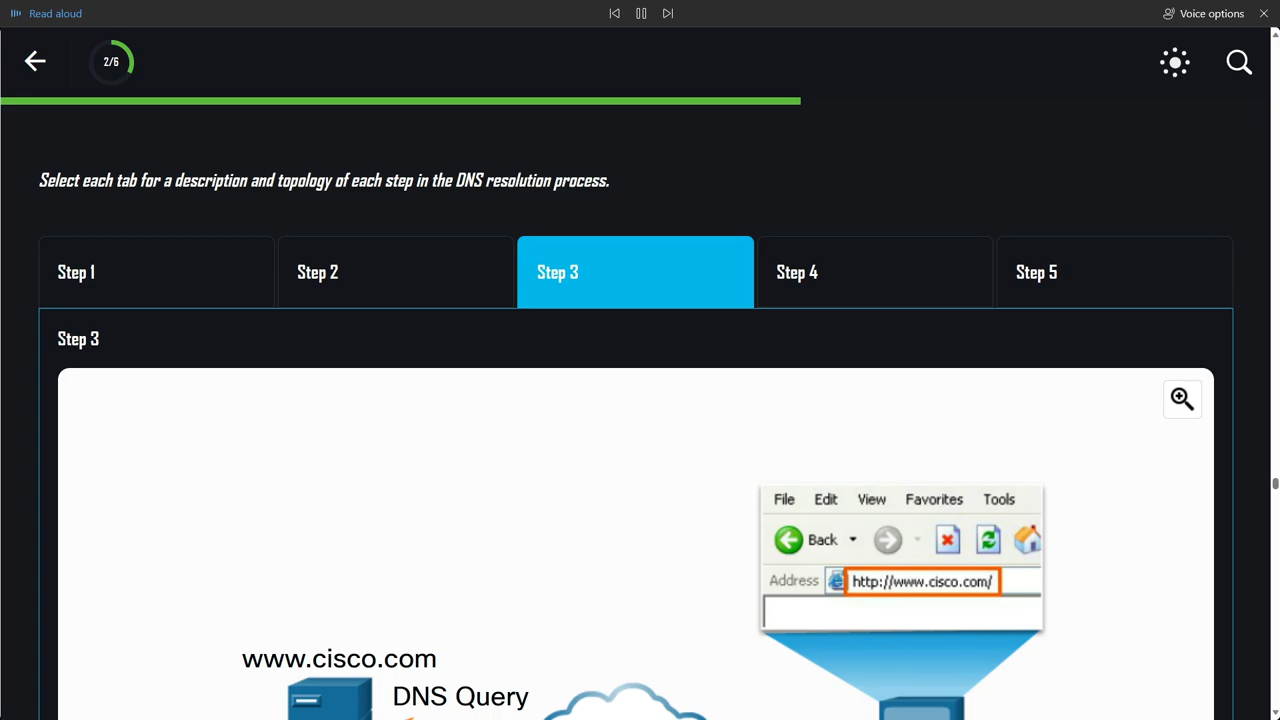 Read aloud
Voice options
2/6
Select each tab for a description and topology of each step in the DNS resolution process.
Step 1
Step 2
Step 3
Step 4
Step 5
Step 3
File Edit View Favorites Tools
Back
Address http://www.cisco.com/
www.cisco.com
DNS Query